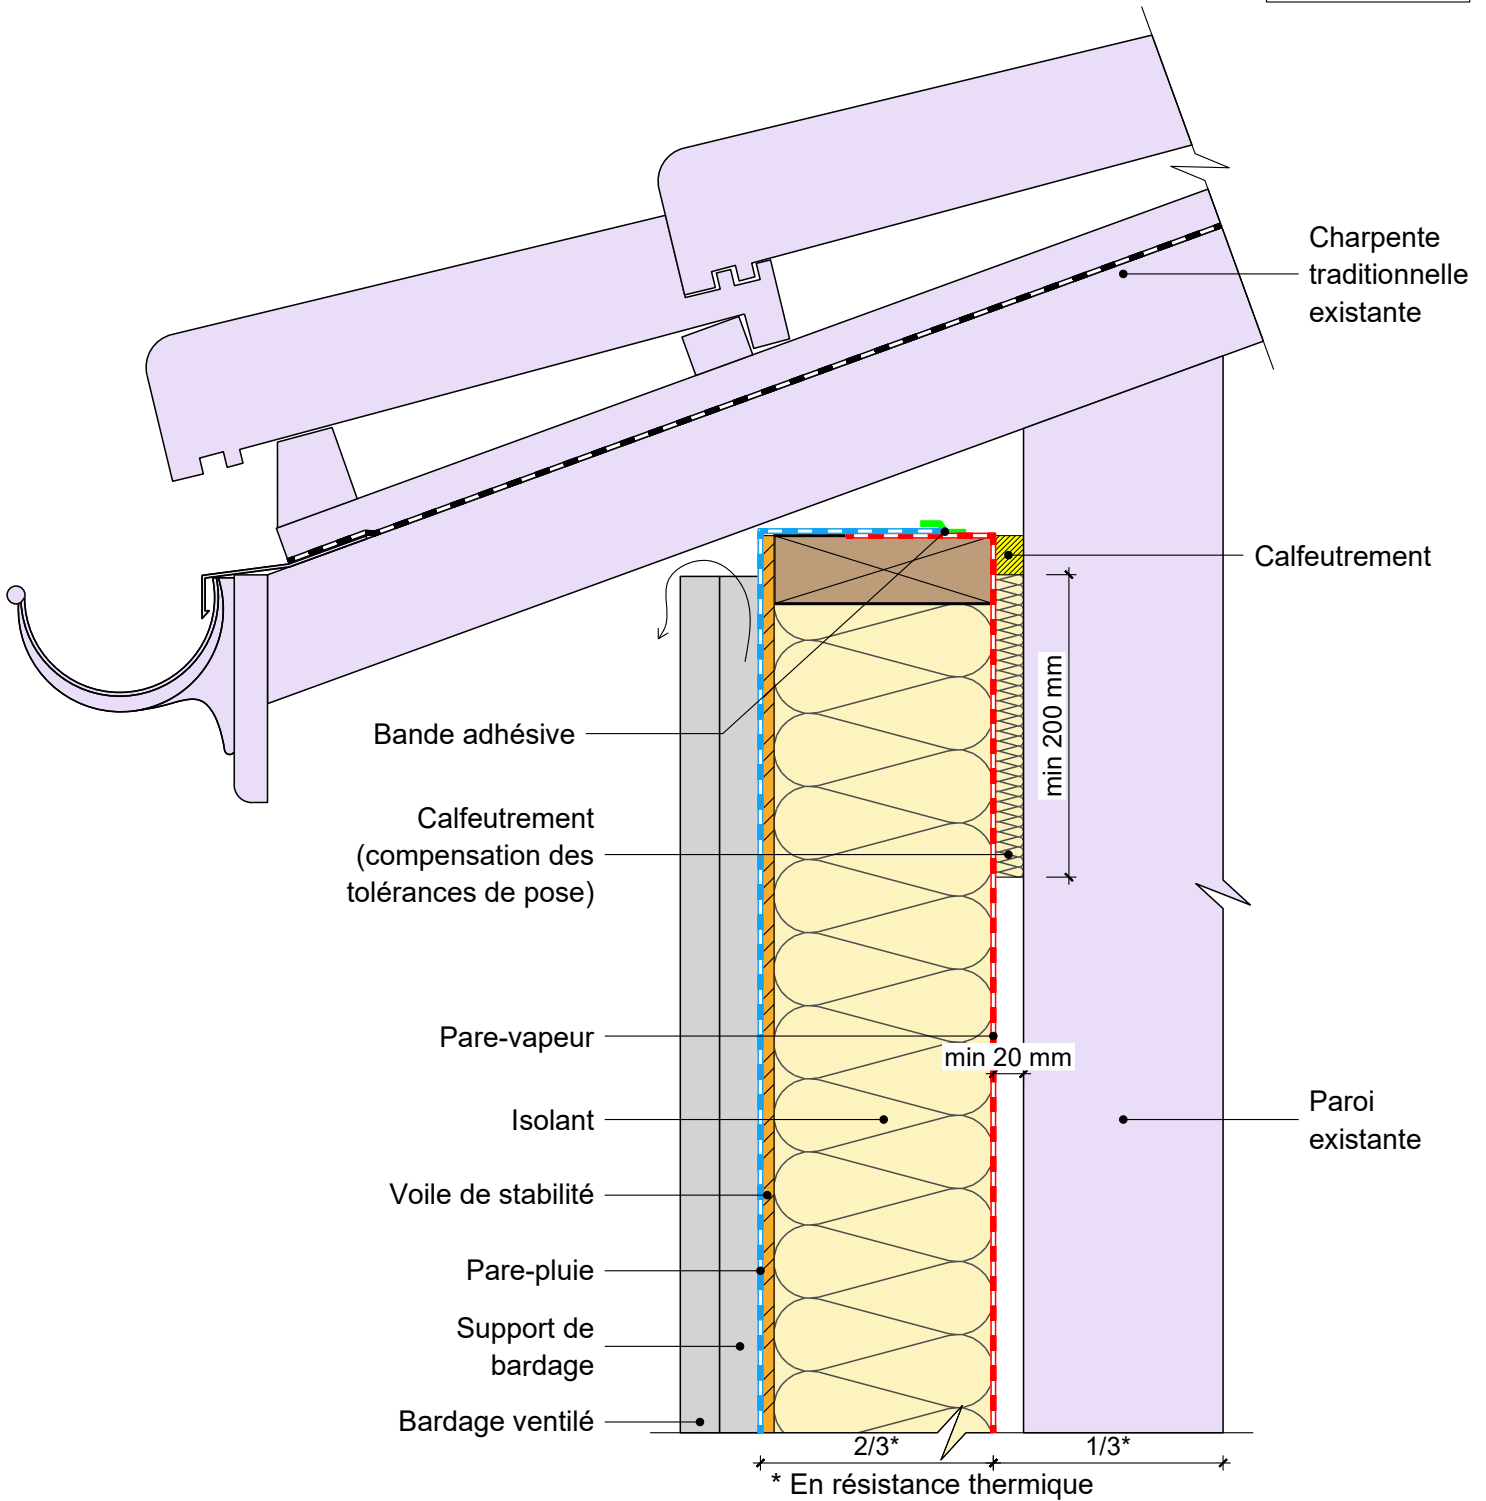 Charpente
traditionnelle
existante
Calfeutrement
min 200 mm
Bande adhésive
Calfeutrement
(compensation des
tolérances de pose)
Pare-vapeur
min 20 mm
Isolant
Paroi
existante
Voile de stabilité
Pare-pluie
Support de
bardage
Bardage ventilé
2/3*
1/3*
* En résistance thermique